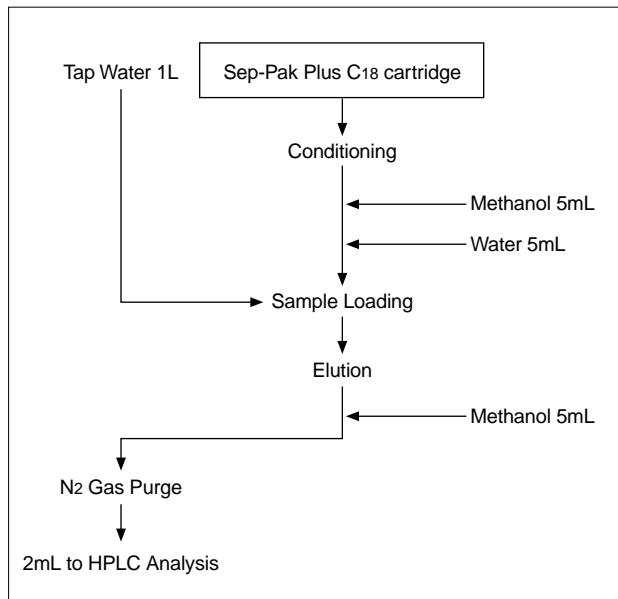 Tap Water 1L
Sep-Pak Plus C18 cartridge
Conditioning
Methanol 5mL
Water 5mL
Sample Loading
Elution
Methanol 5mL
N2 Gas Purge
2mL to HPLC Analysis